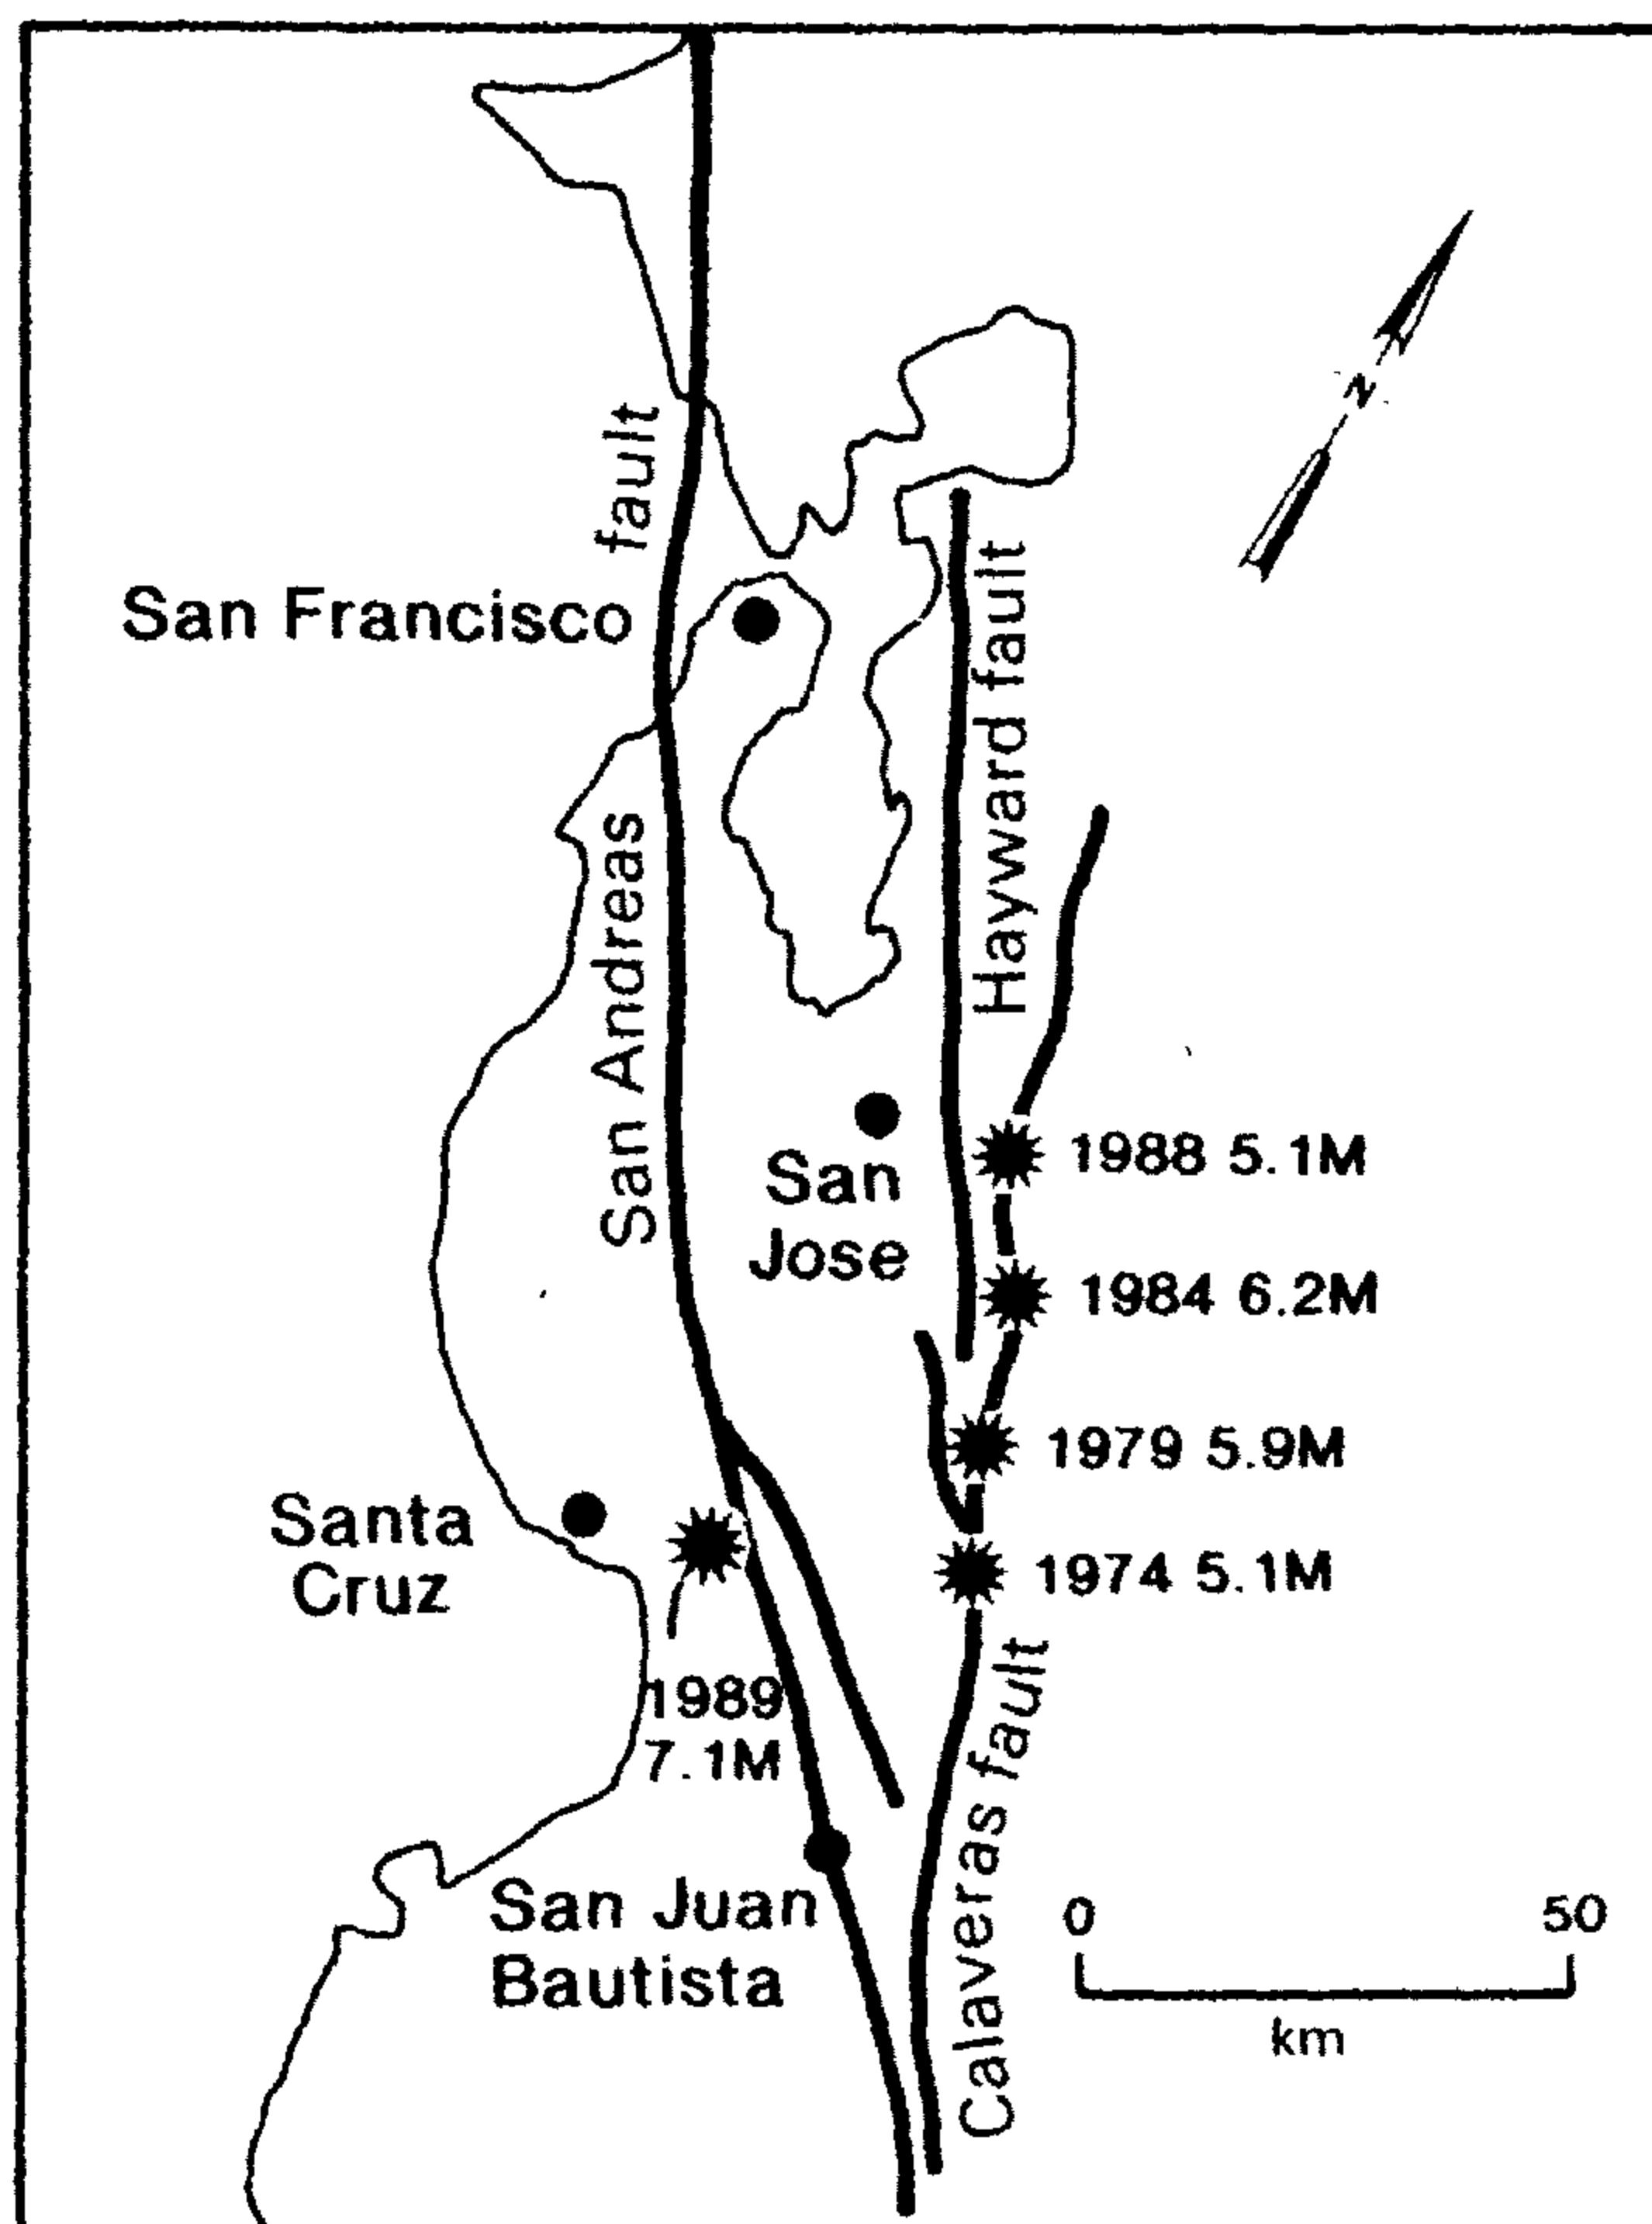 N
fault
San Francisco
Hayward fault
San Andreas
San
Jose
1988 5.1M
1984 6.2M
1979 5.9M
Santa
Cruz
1974 5.1M
1989
7.1M
Calaveras fault
San Juan
Bautista
0 50
km